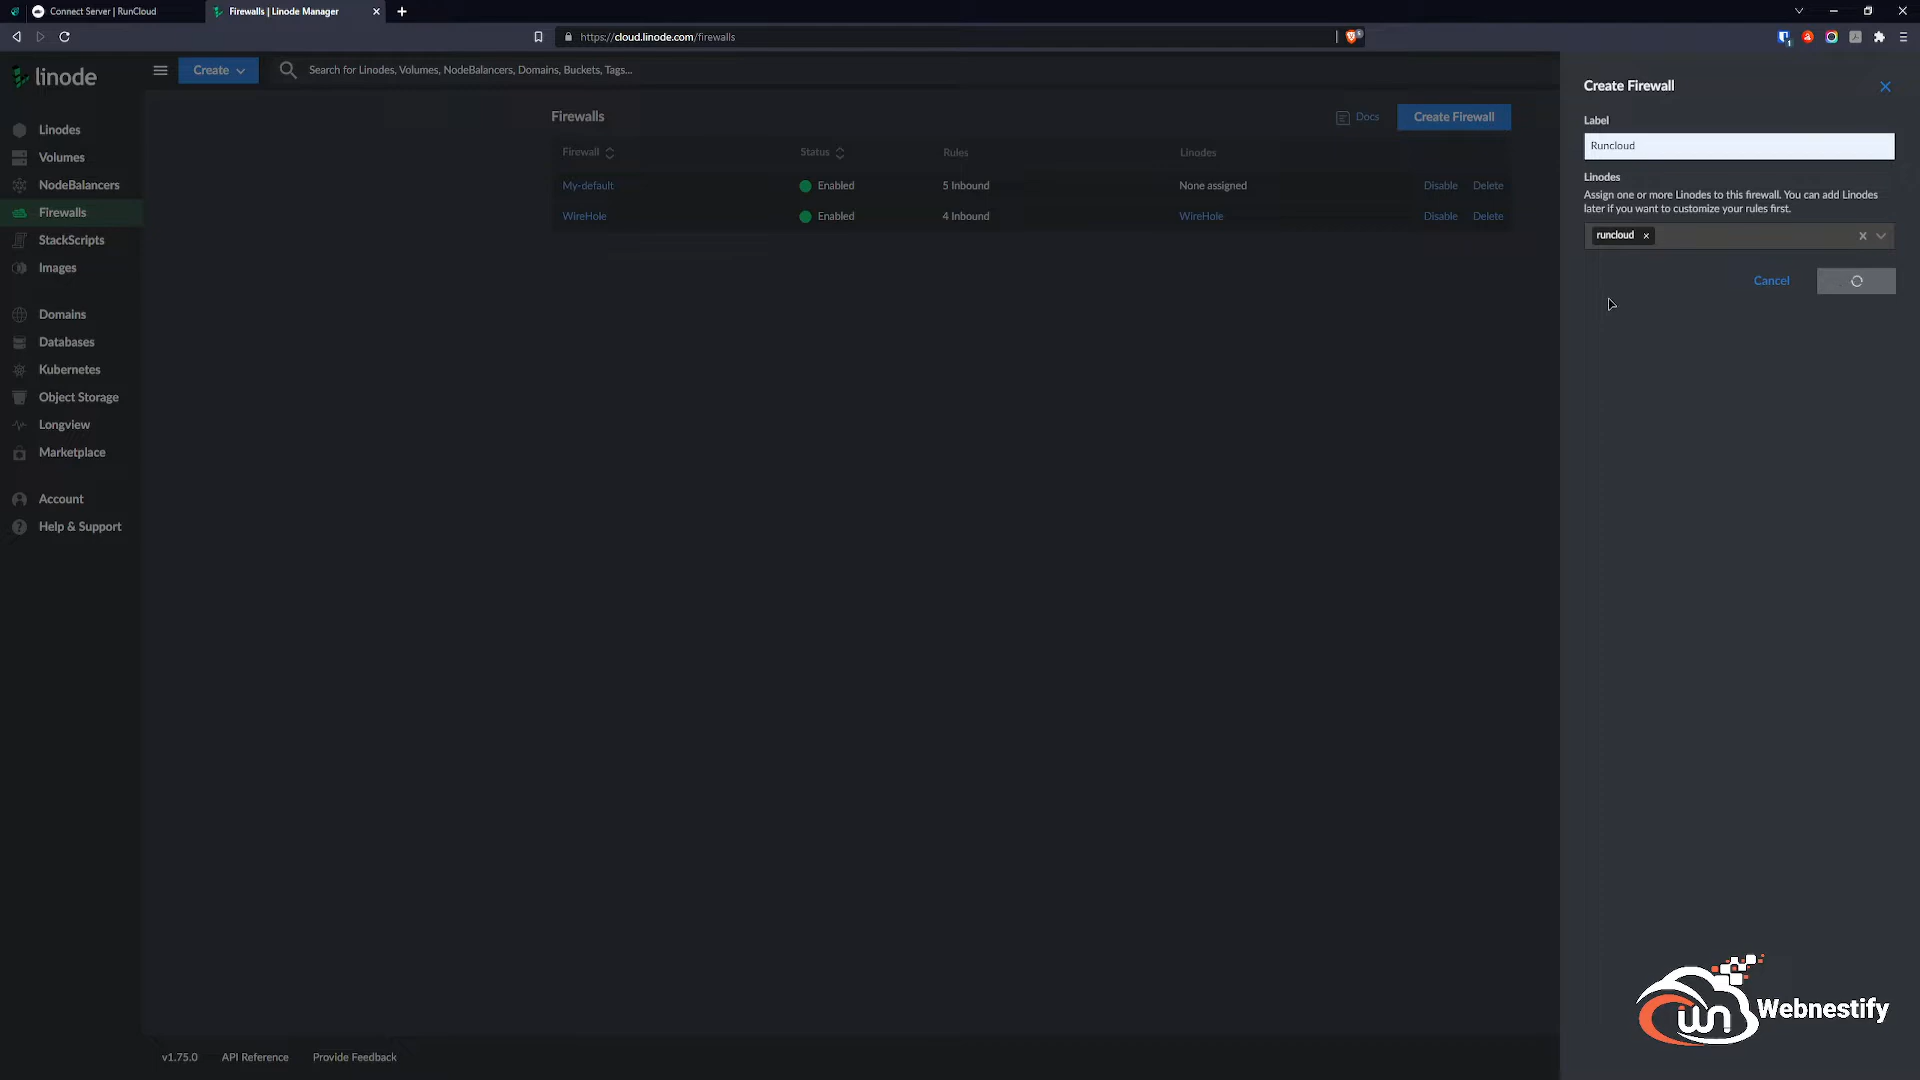 Connect Server | RunCloud
Firewalls | Linode Manager
https://cloud.linode.com/firewalls
linode
Create
Search for Linodes, Volumes, NodeBalancers, Domains, Buckets, Tags...
Linodes
Volumes
NodeBalancers
Firewalls
StackScripts
Images
Domains
Databases
Kubernetes
Object Storage
Longview
Marketplace
Account
Help & Support
Firewalls
Docs
Create Firewall
Firewall
Status
Rules
Linodes
My-default
Enabled
5 Inbound
None assigned
Disable
Delete
WireHole
Enabled
4 Inbound
WireHole
Disable
Delete
Create Firewall
Label
Runcloud
Linodes
Assign one or more Linodes to this firewall. You can add Linodes
later if you want to customize your rules first.
runcloud
Cancel
v1.75.0
API Reference
Provide Feedback
wn
Webnestify